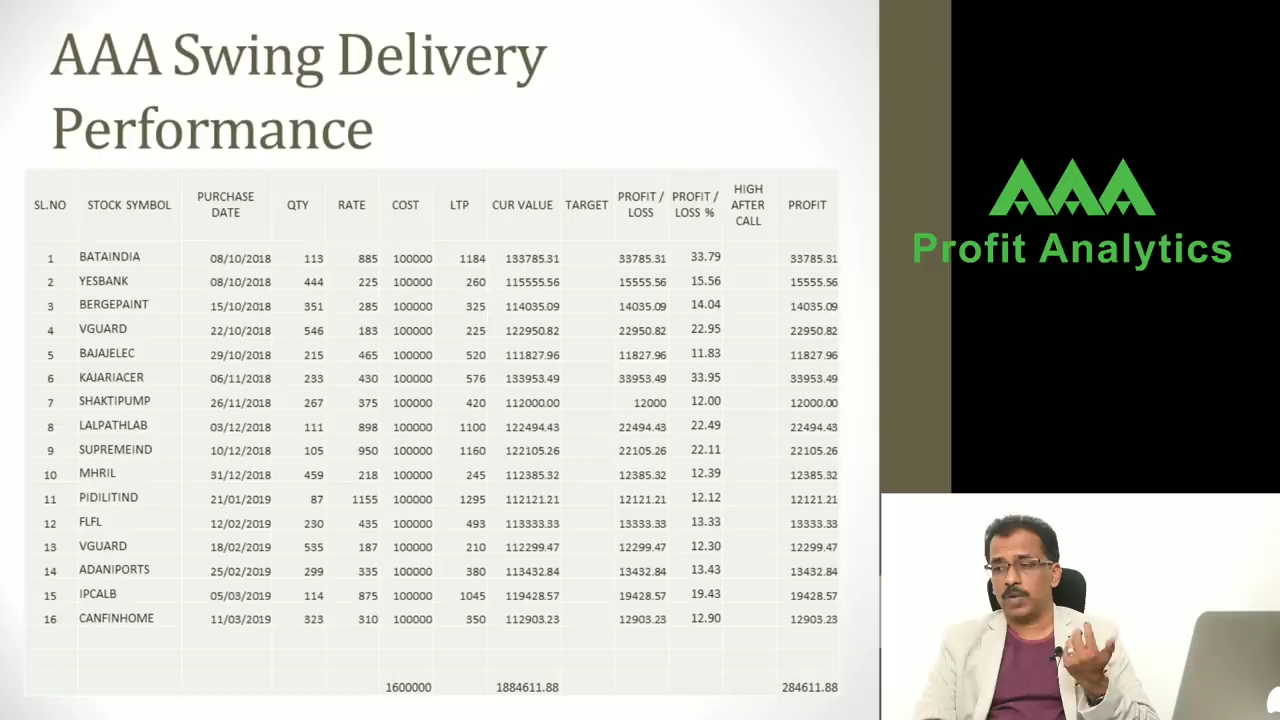 AAA Swing Delivery
Performance
SL.NO STOCK SYMBOL PURCHASE DATE QTY RATE COST LTP CUR VALUE TARGET PROFIT / LOSS PROFIT / LOSS % HIGH AFTER CALL PROFIT
1 BATAINDIA 08/10/2018 113 885 100000 1184 133785.31 33785.31 33.79 33785.31
2 YESBANK 08/10/2018 444 225 100000 260 115555.56 15555.56 15.56 15555.56
3 BERGEPAINT 15/10/2018 351 285 100000 325 114035.09 14035.09 14.04 14035.09
4 VGUARD 22/10/2018 546 183 100000 225 122950.82 22950.82 22.95 22950.82
5 BAJAJELEC 29/10/2018 215 465 100000 520 111827.96 11827.96 11.83 11827.96
6 KAJARIACER 06/11/2018 233 430 100000 576 133953.49 33953.49 33.95 33953.49
7 SHAKTIPUMP 26/11/2018 267 375 100000 420 112000.00 12000 12.00 12000.00
8 LALPATHLAB 03/12/2018 111 898 100000 1100 122494.43 22494.43 22.49 22494.43
9 SUPREMEIND 10/12/2018 105 950 100000 1160 122105.26 22105.26 22.11 22105.26
10 MHRIL 31/12/2018 459 218 100000 245 112385.32 12385.32 12.39 12385.32
11 PIDILITIND 21/01/2019 87 1155 100000 1295 112121.21 12121.21 12.12 12121.21
12 FLFL 12/02/2019 230 435 100000 493 113333.33 13333.33 13.33 13333.33
13 VGUARD 18/02/2019 535 187 100000 210 112299.47 12299.47 12.30 12299.47
14 ADANIPORTS 25/02/2019 299 335 100000 380 113432.84 13432.84 13.43 13432.84
15 IPCALB 05/03/2019 114 875 100000 1045 119428.57 19428.57 19.43 19428.57
16 CANFINHOME 11/03/2019 323 310 100000 350 112903.23 12903.23 12.90 12903.23
1600000 1884611.88 284611.88
AAA
Profit Analytics